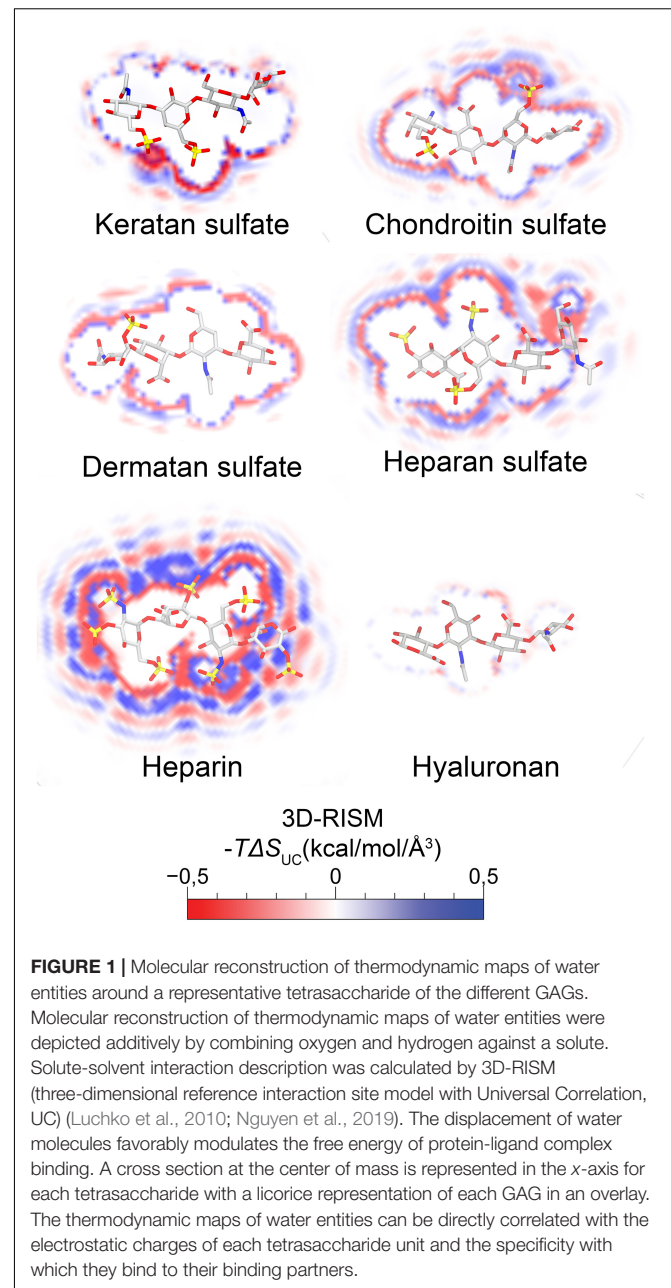 Keratan sulfate
Chondroitin sulfate
Dermatan sulfate
Heparan sulfate
Heparin
Hyaluronan
3D-RISM
-TΔS_UC(kcal/mol/Å³)
−0,5 0 0,5
FIGURE 1 | Molecular reconstruction of thermodynamic maps of water
entities around a representative tetrasaccharide of the different GAGs.
Molecular reconstruction of thermodynamic maps of water entities were
depicted additively by combining oxygen and hydrogen against a solute.
Solute-solvent interaction description was calculated by 3D-RISM
(three-dimensional reference interaction site model with Universal Correlation,
UC) (Luchko et al., 2010; Nguyen et al., 2019). The displacement of water
molecules favorably modulates the free energy of protein-ligand complex
binding. A cross section at the center of mass is represented in the x-axis for
each tetrasaccharide with a licorice representation of each GAG in an overlay.
The thermodynamic maps of water entities can be directly correlated with the
electrostatic charges of each tetrasaccharide unit and the specificity with
which they bind to their binding partners.